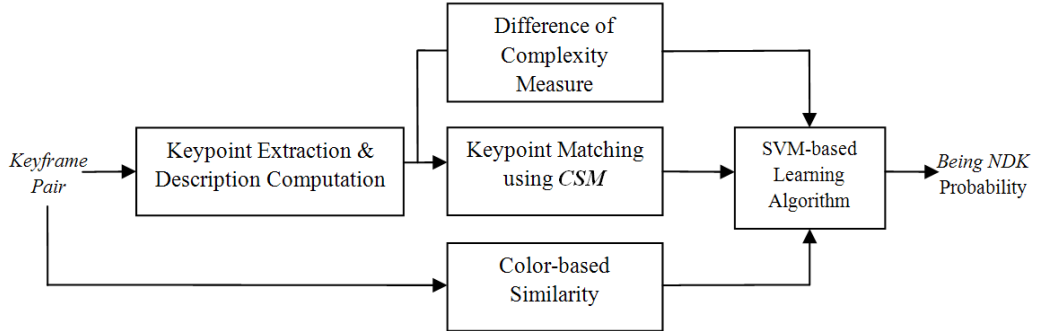 Keyframe
Pair
Keypoint Extraction &
Description Computation
Difference of
Complexity
Measure
Keypoint Matching
using CSM
Color-based
Similarity
SVM-based
Learning
Algorithm
Being NDK
Probability